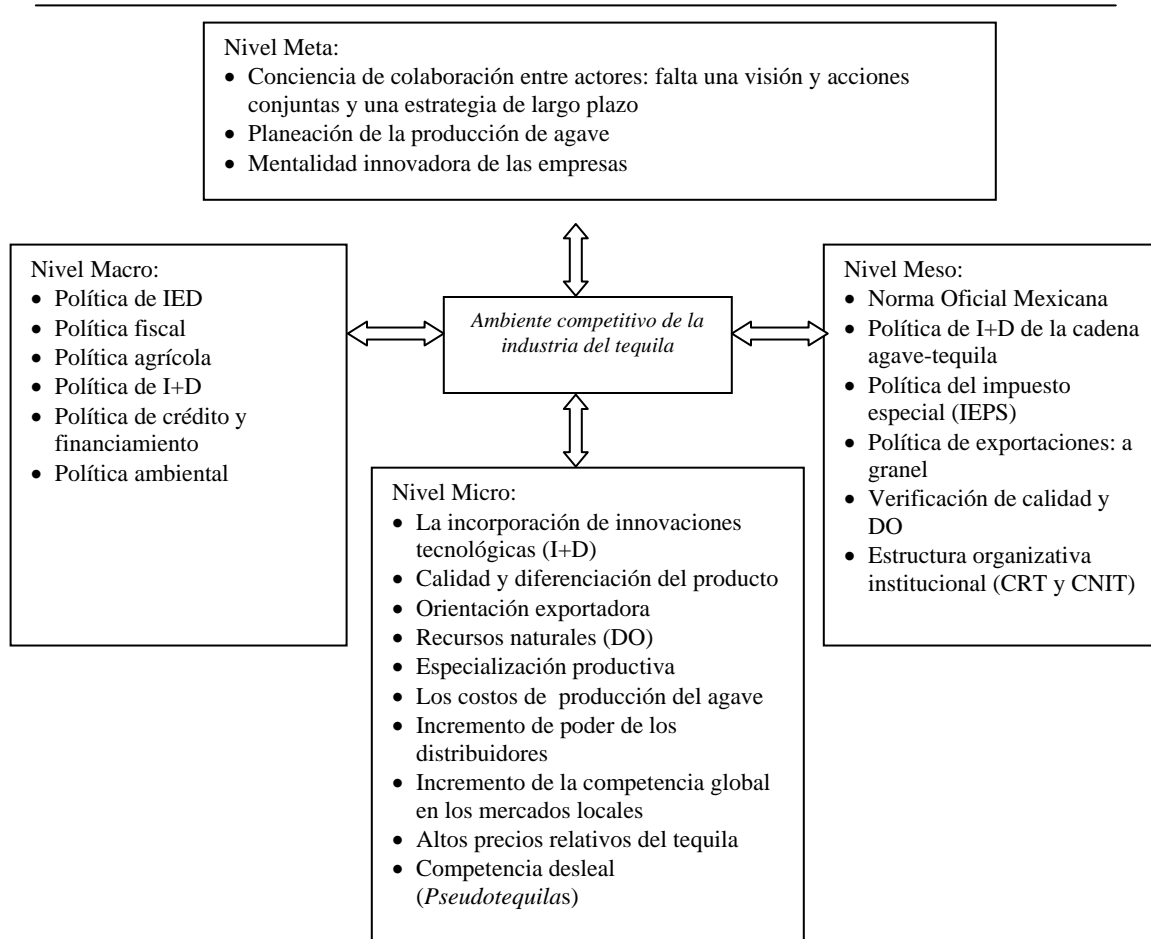 Nivel Meta:
• Conciencia de colaboración entre actores: falta una visión y acciones
conjuntas y una estrategia de largo plazo
• Planeación de la producción de agave
• Mentalidad innovadora de las empresas
Nivel Macro:
• Política de IED
• Política fiscal
• Política agrícola
• Política de I+D
• Política de crédito y
financiamiento
• Política ambiental
Ambiente competitivo de la
industria del tequila
Nivel Meso:
• Norma Oficial Mexicana
• Política de I+D de la cadena
agave-tequila
• Política del impuesto
especial (IEPS)
• Política de exportaciones: a
granel
• Verificación de calidad y
DO
• Estructura organizativa
institucional (CRT y CNIT)
Nivel Micro:
• La incorporación de innovaciones
tecnológicas (I+D)
• Calidad y diferenciación del producto
• Orientación exportadora
• Recursos naturales (DO)
• Especialización productiva
• Los costos de producción del agave
• Incremento de poder de los
distribuidores
• Incremento de la competencia global
en los mercados locales
• Altos precios relativos del tequila
• Competencia desleal
(Pseudotequilas)